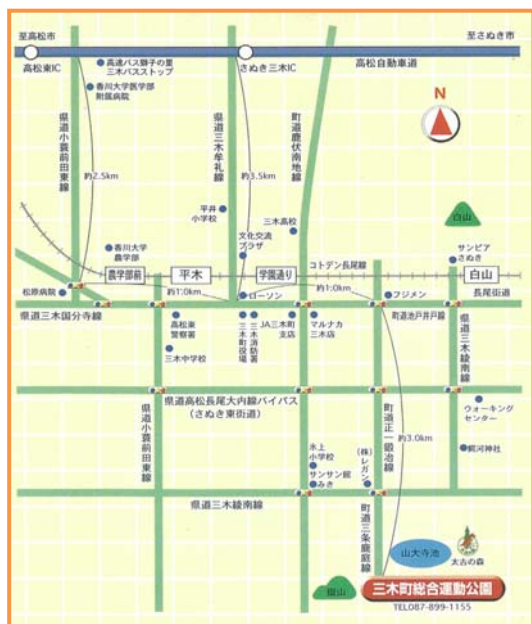 至高松市
至さぬき市
高松東IC
さぬき三木IC
高松自動車道
高速バス獅子の里
三木バスストップ
香川大学医学部
附属病院
N
県道小蓑前田東線
県道三木牟礼線
町道鹿伏南地線
約2.5km
約3.5km
平井
小学校
三木高校
文化交流
プラザ
白山
サンピア
さぬき
香川大学
農学部
農学部前
平木
学園通り
コトデン長尾線
白山
松原病院
約1.0km
ローソン
約1.0km
フジメン
長尾街道
県道三木国分寺線
町道池戸井戸線
高松東
警察署
三木町役場
三木消防署
JA三木町
支店
マルナカ
三木店
県道三木綾南線
三木中学校
県道高松長尾大内線バイパス
(さぬき東街道)
ウォーキング
センター
県道小蓑前田東線
町道正一鍛冶線
約3.0km
氷上
小学校
(株)レガン
鰐河神社
サンサン館
みき
県道三木綾南線
町道三条鹿庭線
山大寺池
太古の森
嶽山
三木町総合運動公園
TEL087-899-1155